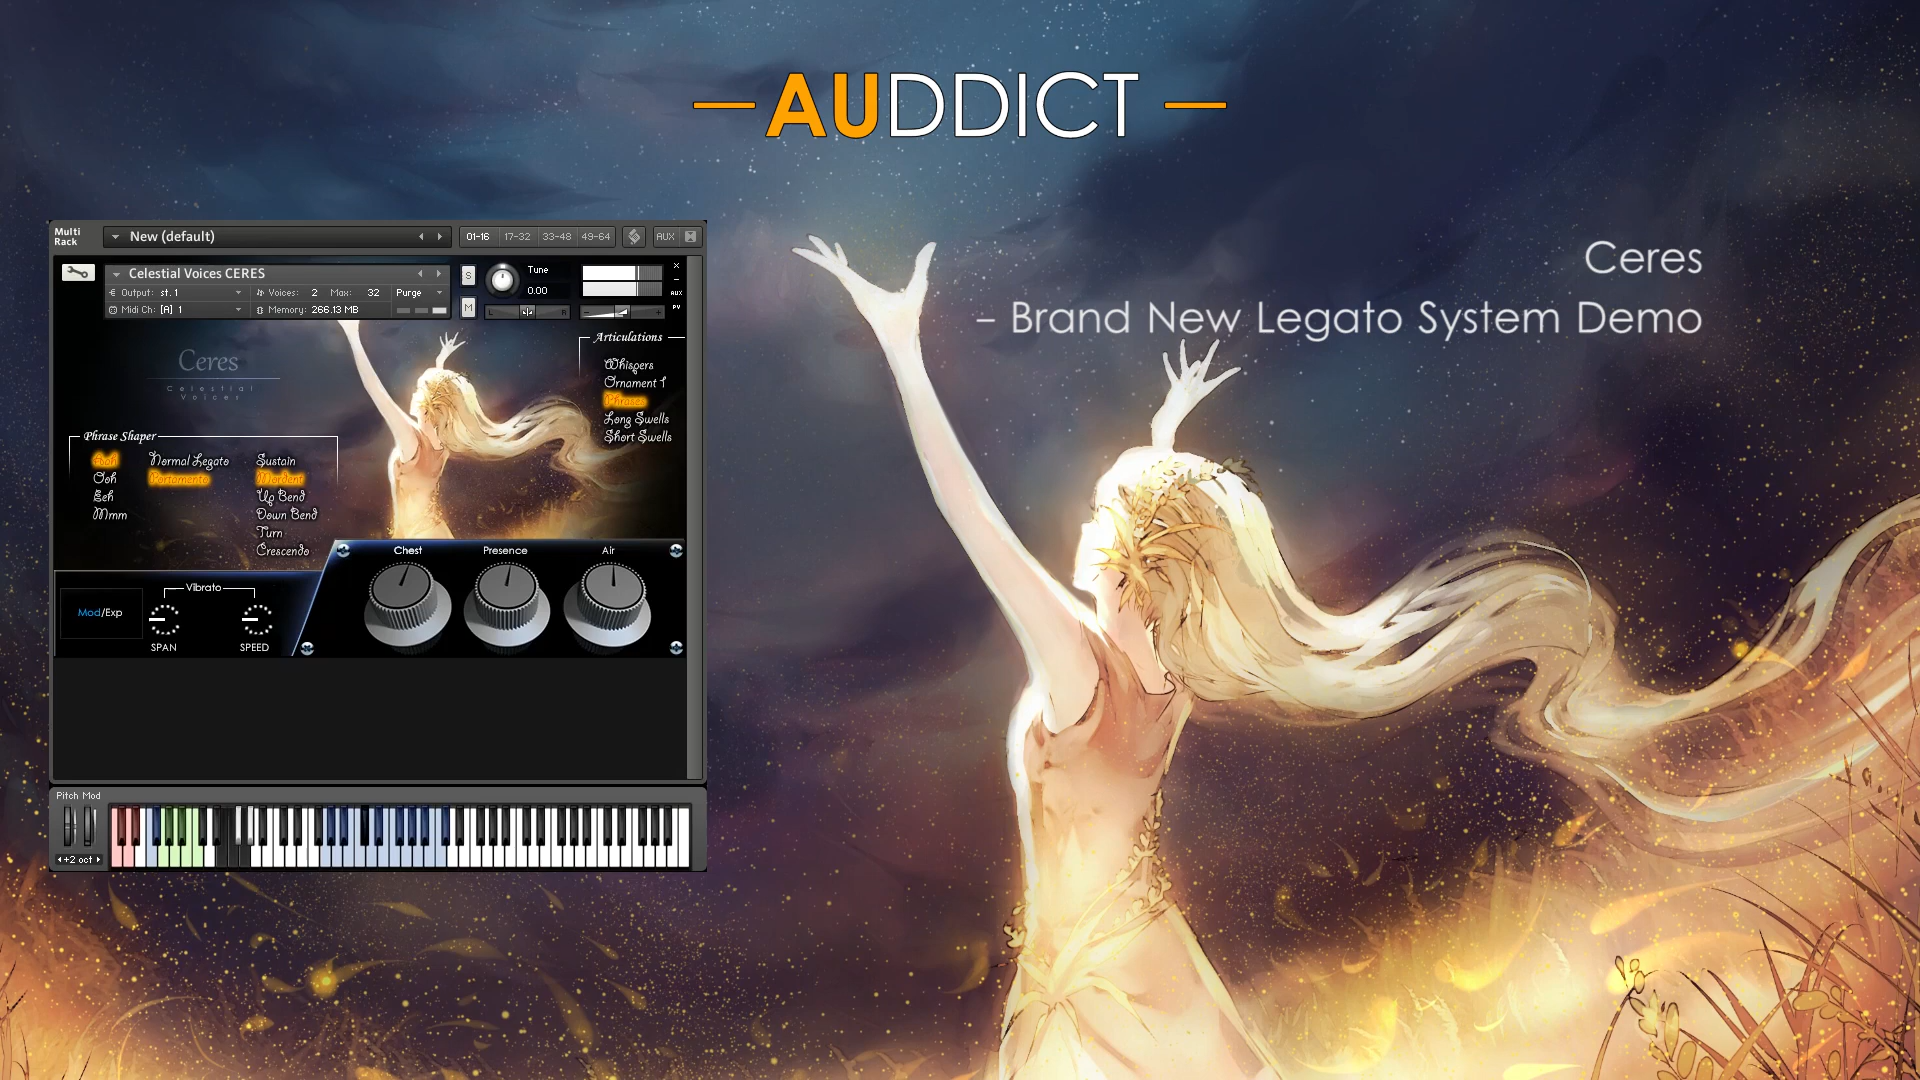 AUDDICT
Ceres
– Brand New Legato System Demo
Multi Rack
New (default)
01-16 17-32 33-48 49-64
AUX
Celestial Voices CERES
Output: st. 1
Voices: 2 Max: 32
Purge
Midi Ch: [A] 1
Memory: 266.13 MB
S
M
Tune
0.00
L R
AUX
PV
Ceres
Celestial
Voices
Articulations
Whispers
Ornament 1
Phrases
Long Swells
Short Swells
Phrase Shaper
Aah Normal Legato Sustain
Ooh Portamento Mordent
Eeh Up Bend
Mmm Down Bend
Turn
Crescendo
Chest Presence Air
Vibrato
Mod/Exp
SPAN SPEED
Pitch Mod
+2 oct